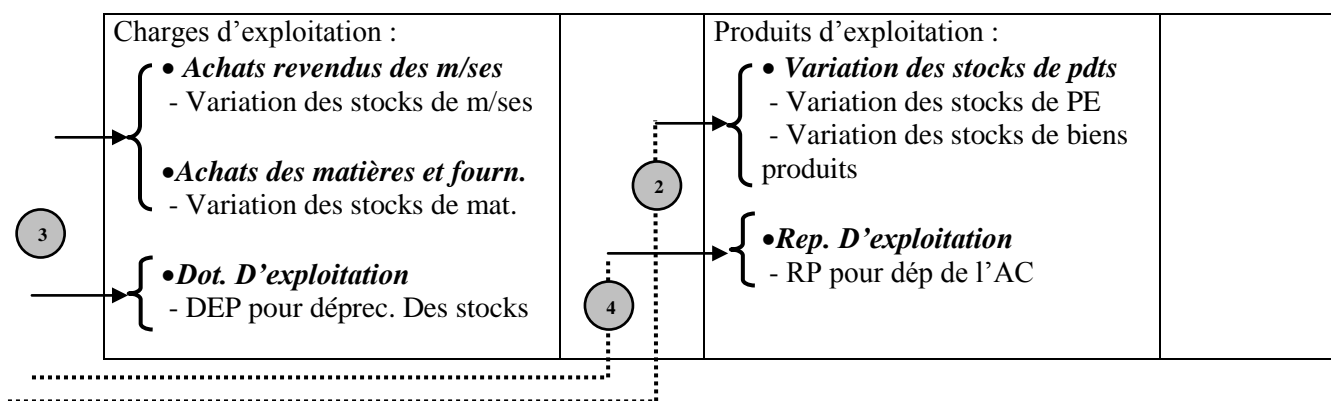 Charges d’exploitation :
• Achats revendus des m/ses
- Variation des stocks de m/ses
•Achats des matières et fourn.
- Variation des stocks de mat.
3
•Dot. D’exploitation
- DEP pour déprec. Des stocks
Produits d’exploitation :
• Variation des stocks de pdts
- Variation des stocks de PE
- Variation des stocks de biens
produits
2
•Rep. D’exploitation
- RP pour dép de l’AC
4